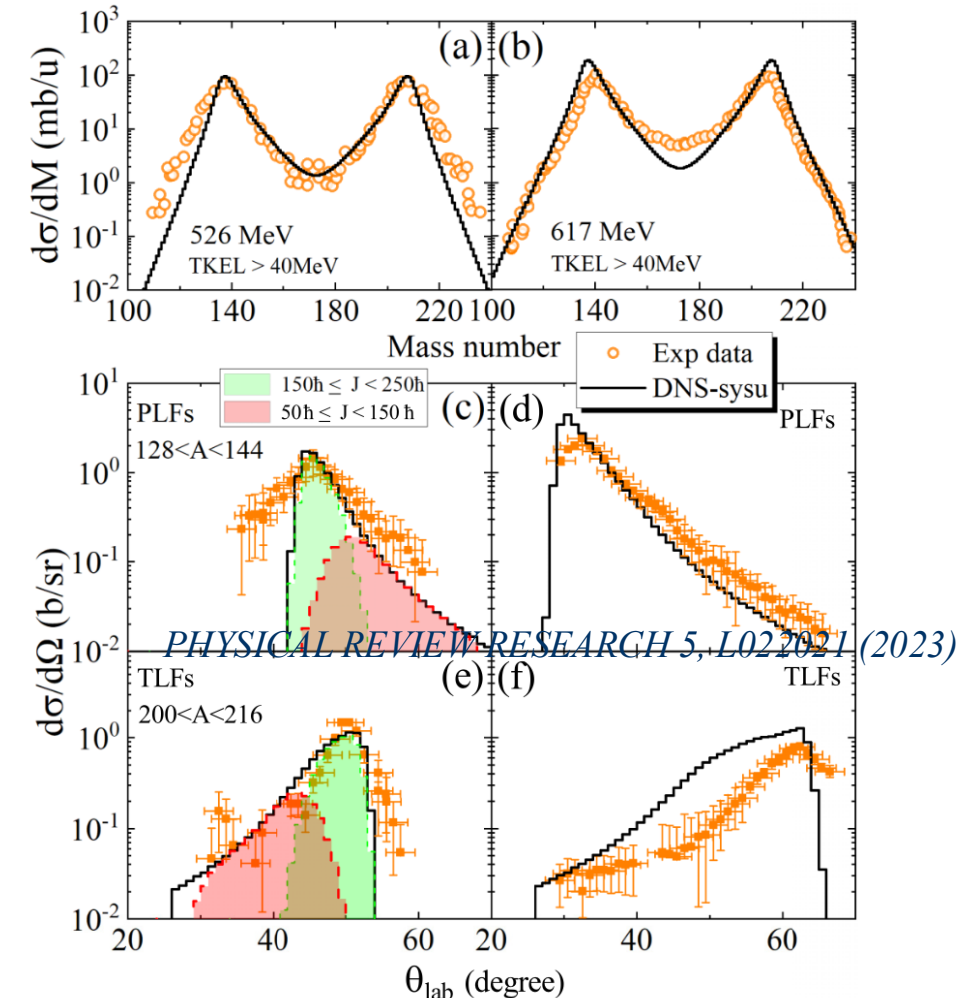 10³
(a)
(b)
10²
10¹
10⁰
10⁻¹
10⁻²
dσ/dM (mb/u)
526 MeV
TKEL > 40MeV
617 MeV
TKEL > 40MeV
100 140 180 220 100 140 180 220
Mass number
Exp data
DNS-sysu
150ħ ≤ J < 250ħ
50ħ ≤ J < 150 ħ
10¹
PLFs
128<A<144
(c)
(d)
PLFs
10⁰
10⁻¹
10⁻²
PHYSICAL REVIEW RESEARCH 5, L022021 (2023)
dσ/dΩ (b/sr)
TLFs
200<A<216
(e)
(f)
TLFs
10⁰
10⁻¹
10⁻²
20 40 60 20 40 60
θlab (degree)